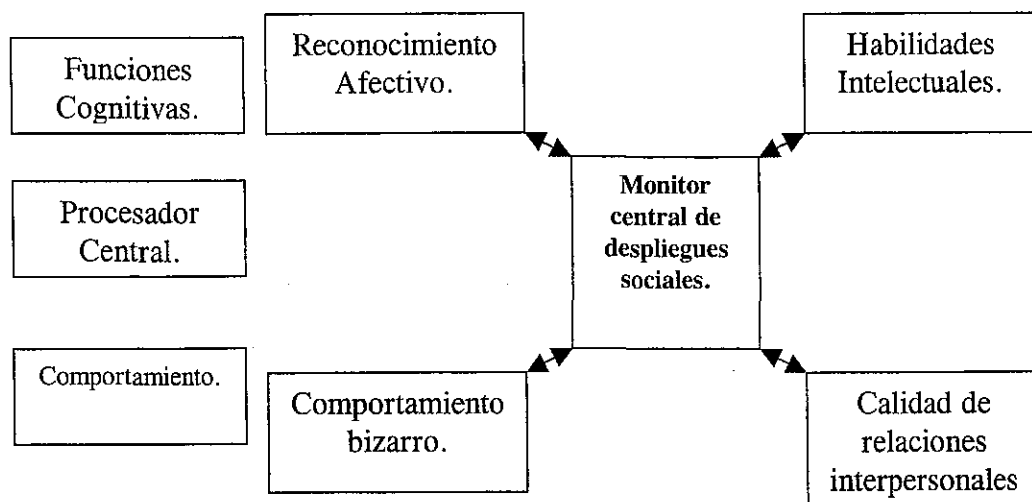 Funciones
Cognitivas.
Reconocimiento
Afectivo.
Habilidades
Intelectuales.
Procesador
Central.
Monitor
central de
despliegues
sociales.
Comportamiento.
Comportamiento
bizarro.
Calidad de
relaciones
interpersonales